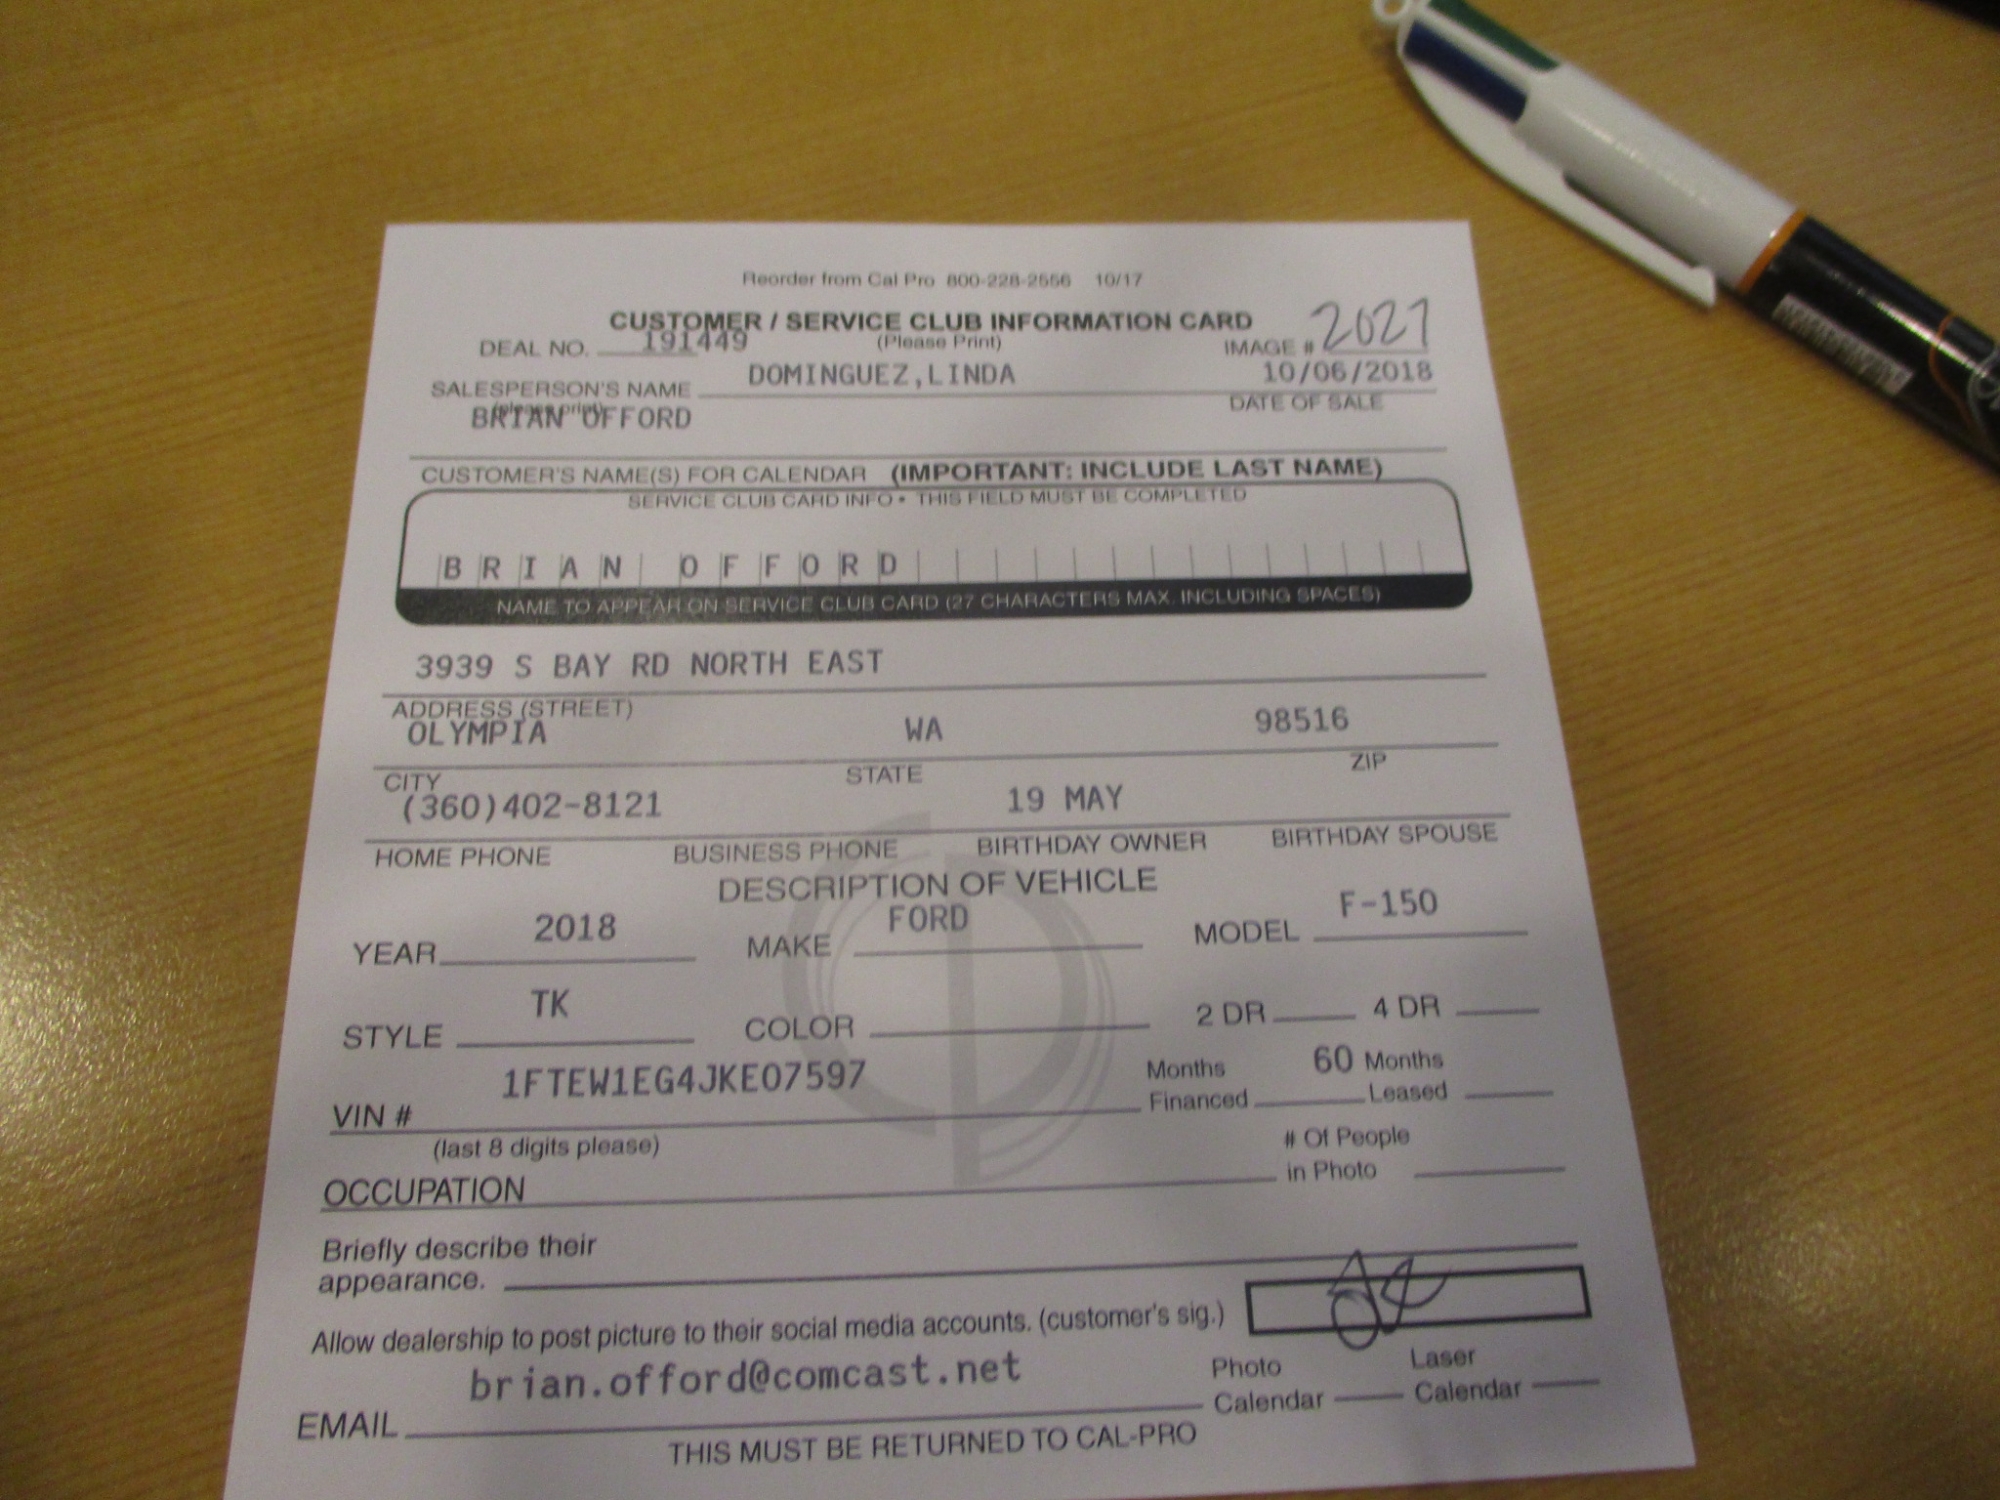 Reorder from Cal Pro 800-228-2556 10/17
CUSTOMER / SERVICE CLUB INFORMATION CARD
DEAL NO. 191449 (Please Print) IMAGE # 2027
SALESPERSON'S NAME DOMINGUEZ,LINDA 10/06/2018
(please print) DATE OF SALE
BRIAN OFFORD
CUSTOMER'S NAME(S) FOR CALENDAR (IMPORTANT: INCLUDE LAST NAME)
SERVICE CLUB CARD INFO • THIS FIELD MUST BE COMPLETED
BRIAN OFFORD
NAME TO APPEAR ON SERVICE CLUB CARD (27 CHARACTERS MAX. INCLUDING SPACES)
3939 S BAY RD NORTH EAST
ADDRESS (STREET)
OLYMPIA WA 98516
CITY STATE ZIP
(360)402-8121 19 MAY
HOME PHONE BUSINESS PHONE BIRTHDAY OWNER BIRTHDAY SPOUSE
DESCRIPTION OF VEHICLE
YEAR 2018 MAKE FORD MODEL F-150
STYLE TK COLOR 2 DR 4 DR
VIN # 1FTEW1EG4JKE07597 Months Financed 60 Months Leased
(last 8 digits please)
OCCUPATION # Of People in Photo
Briefly describe their
appearance.
Allow dealership to post picture to their social media accounts. (customer's sig.)
EMAIL brian.offord@comcast.net Photo Calendar Laser Calendar
THIS MUST BE RETURNED TO CAL-PRO